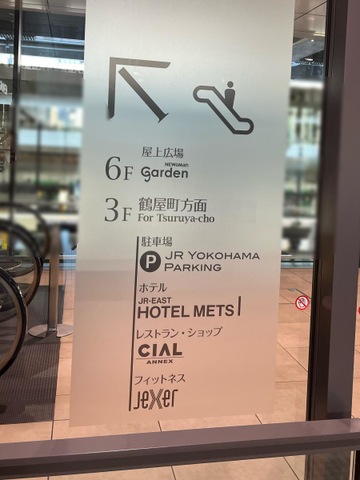 屋上広場
6F NEWoMan garden
3F 鶴屋町方面
For Tsuruya-cho
駐車場
P JR YOKOHAMA PARKING
ホテル
JR-EAST
HOTEL METS
レストラン・ショップ
CIAL
ANNEX
フィットネス
JEXER